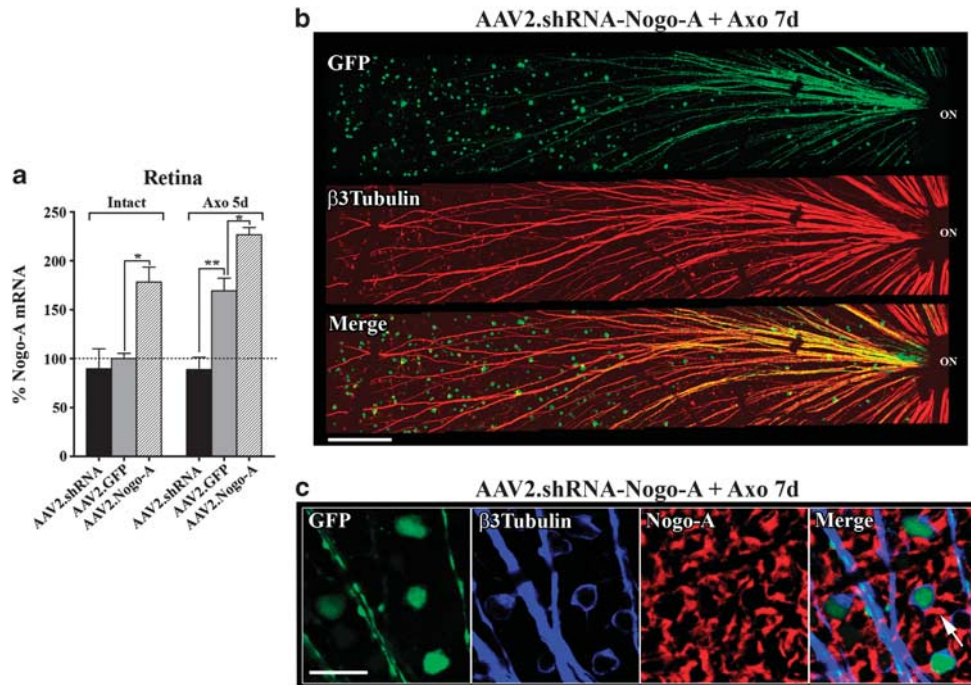 a
Retina
Intact
Axo 5d
% Nogo-A mRNA
250
200
150
100
50
0
*
**
*
AAV2.shRNA
AAV2.GFP
AAV2.Nogo-A
AAV2.shRNA
AAV2.GFP
AAV2.Nogo-A
b
AAV2.shRNA-Nogo-A + Axo 7d
GFP
ON
β3Tubulin
ON
Merge
ON
c
AAV2.shRNA-Nogo-A + Axo 7d
GFP
β3Tubulin
Nogo-A
Merge